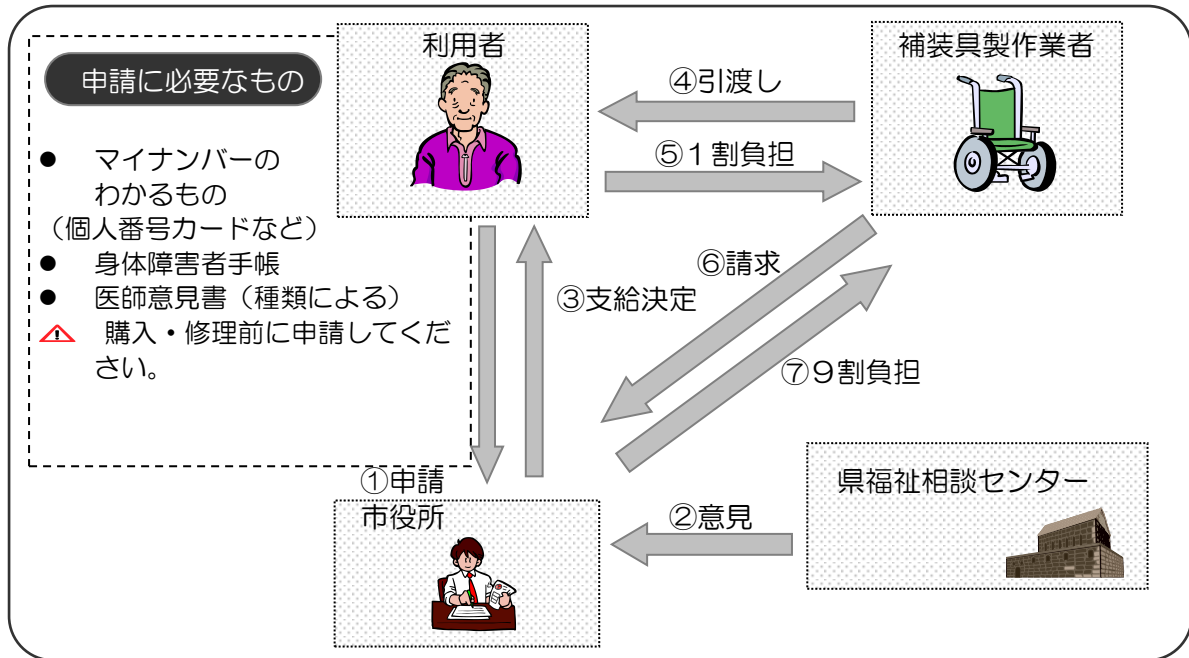 申請に必要なもの
● マイナンバーの
わかるもの
（個人番号カードなど）
● 身体障害者手帳
● 医師意見書（種類による）
購入・修理前に申請してくだ
さい。
利用者
補装具製作業者
④引渡し
⑤１割負担
⑥請求
③支給決定
⑦９割負担
①申請
市役所
②意見
県福祉相談センター